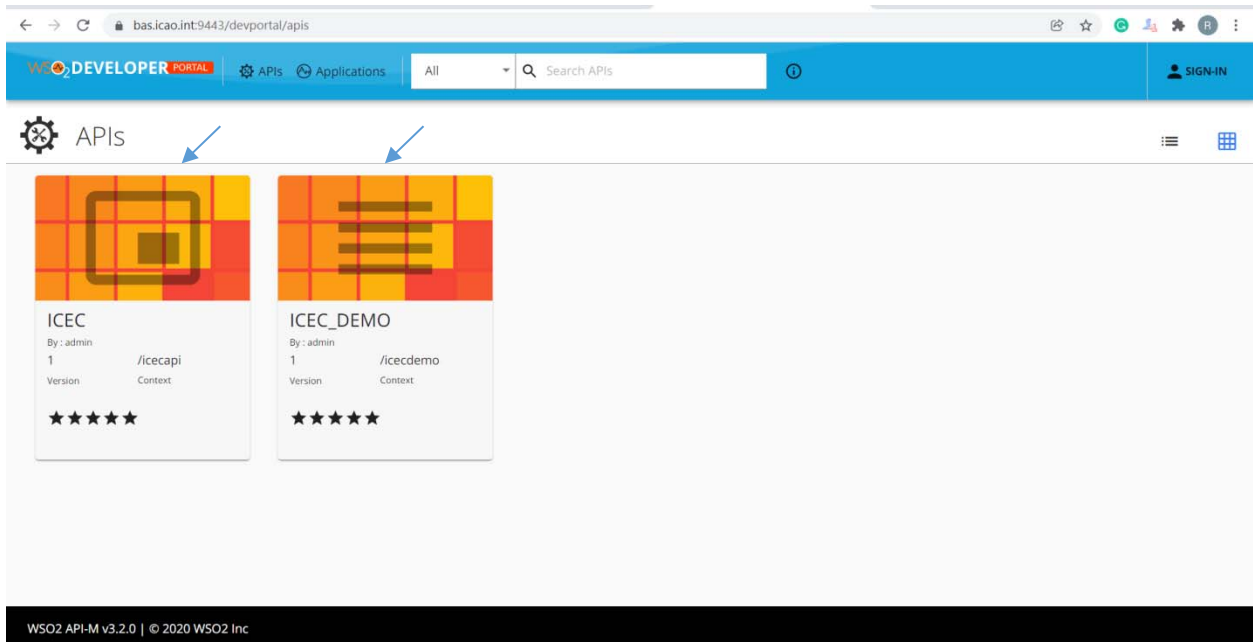 bas.icao.int:9443/devportal/apis
R
WSO2 DEVELOPER PORTAL APIs Applications All Search APIs SIGN-IN
APIs
ICEC
By : admin
1 /icecapi
Version Context
ICEC_DEMO
By : admin
1 /icecdemo
Version Context
WSO2 API-M v3.2.0 | © 2020 WSO2 Inc